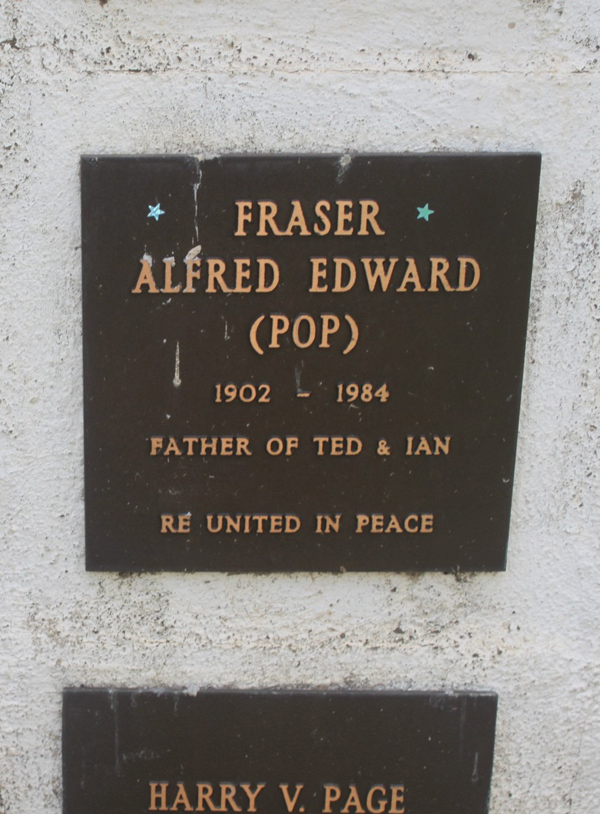 FRASER
ALFRED EDWARD
(POP)
1902 - 1984
FATHER OF TED & IAN
RE UNITED IN PEACE
HARRY V. PAGE